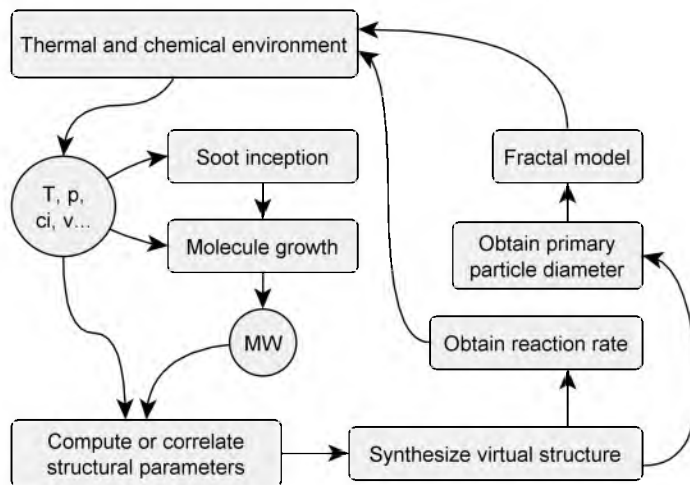 Thermal and chemical environment
T, p,
ci, v...
Soot inception
Molecule growth
MW
Compute or correlate
structural parameters
Synthesize virtual structure
Obtain reaction rate
Obtain primary
particle diameter
Fractal model